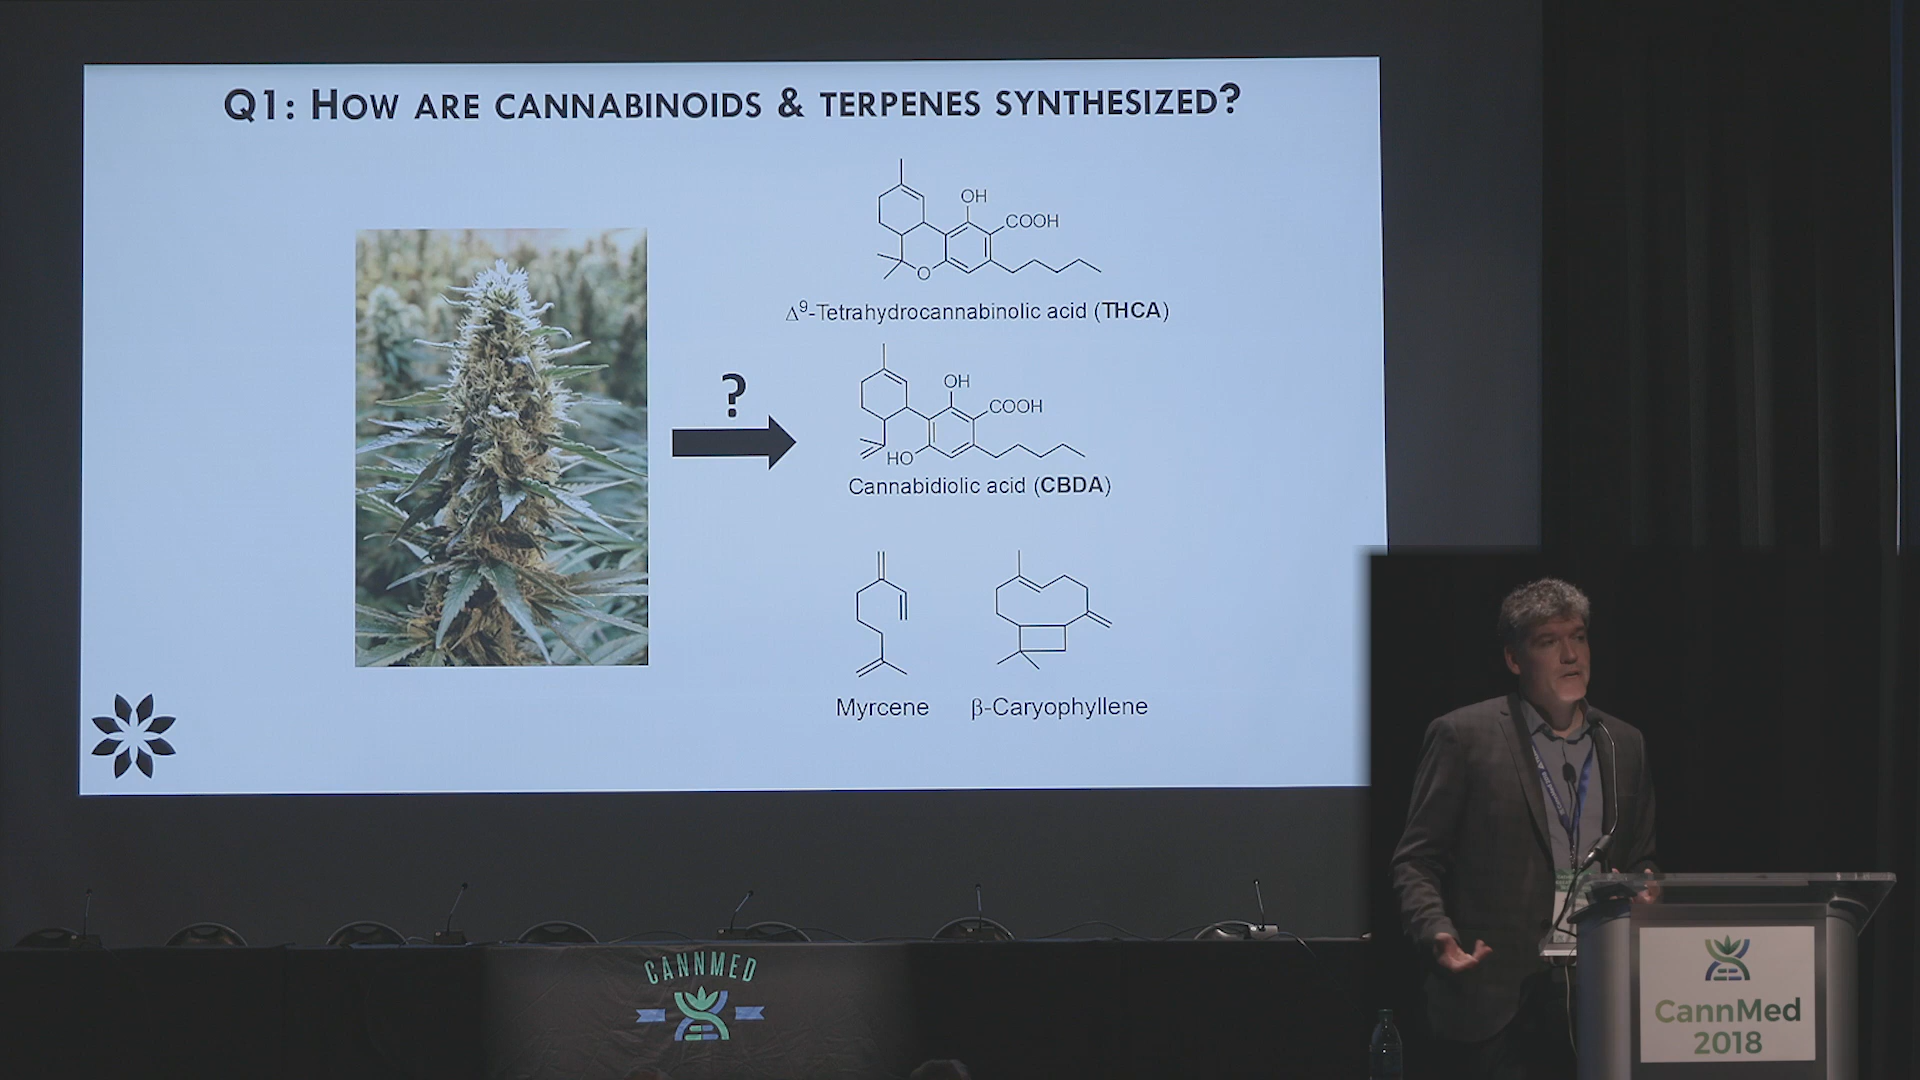 Q1: HOW ARE CANNABINOIDS & TERPENES SYNTHESIZED?
OH
COOH
O
Δ⁹-Tetrahydrocannabinolic acid (THCA)
?
OH
COOH
HO
Cannabidiolic acid (CBDA)
Myrcene
β-Caryophyllene
CANNMED
CannMed
2018